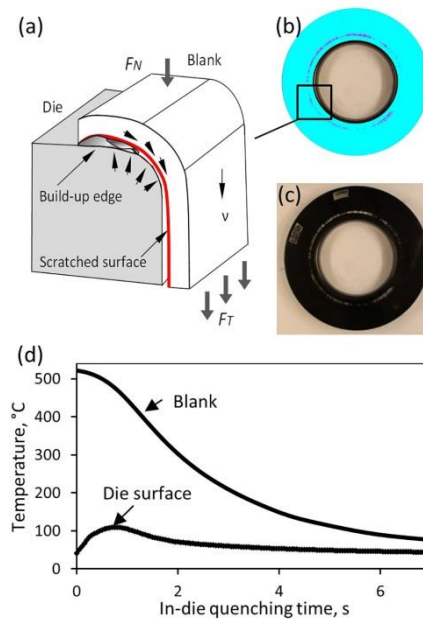 (a)
F_N
Blank
Die
Build-up edge
Scratched surface
v
F_T
(b)
(c)
(d)
Temperature, °C
500
400
300
200
100
0
Blank
Die surface
0 2 4 6
In-die quenching time, s